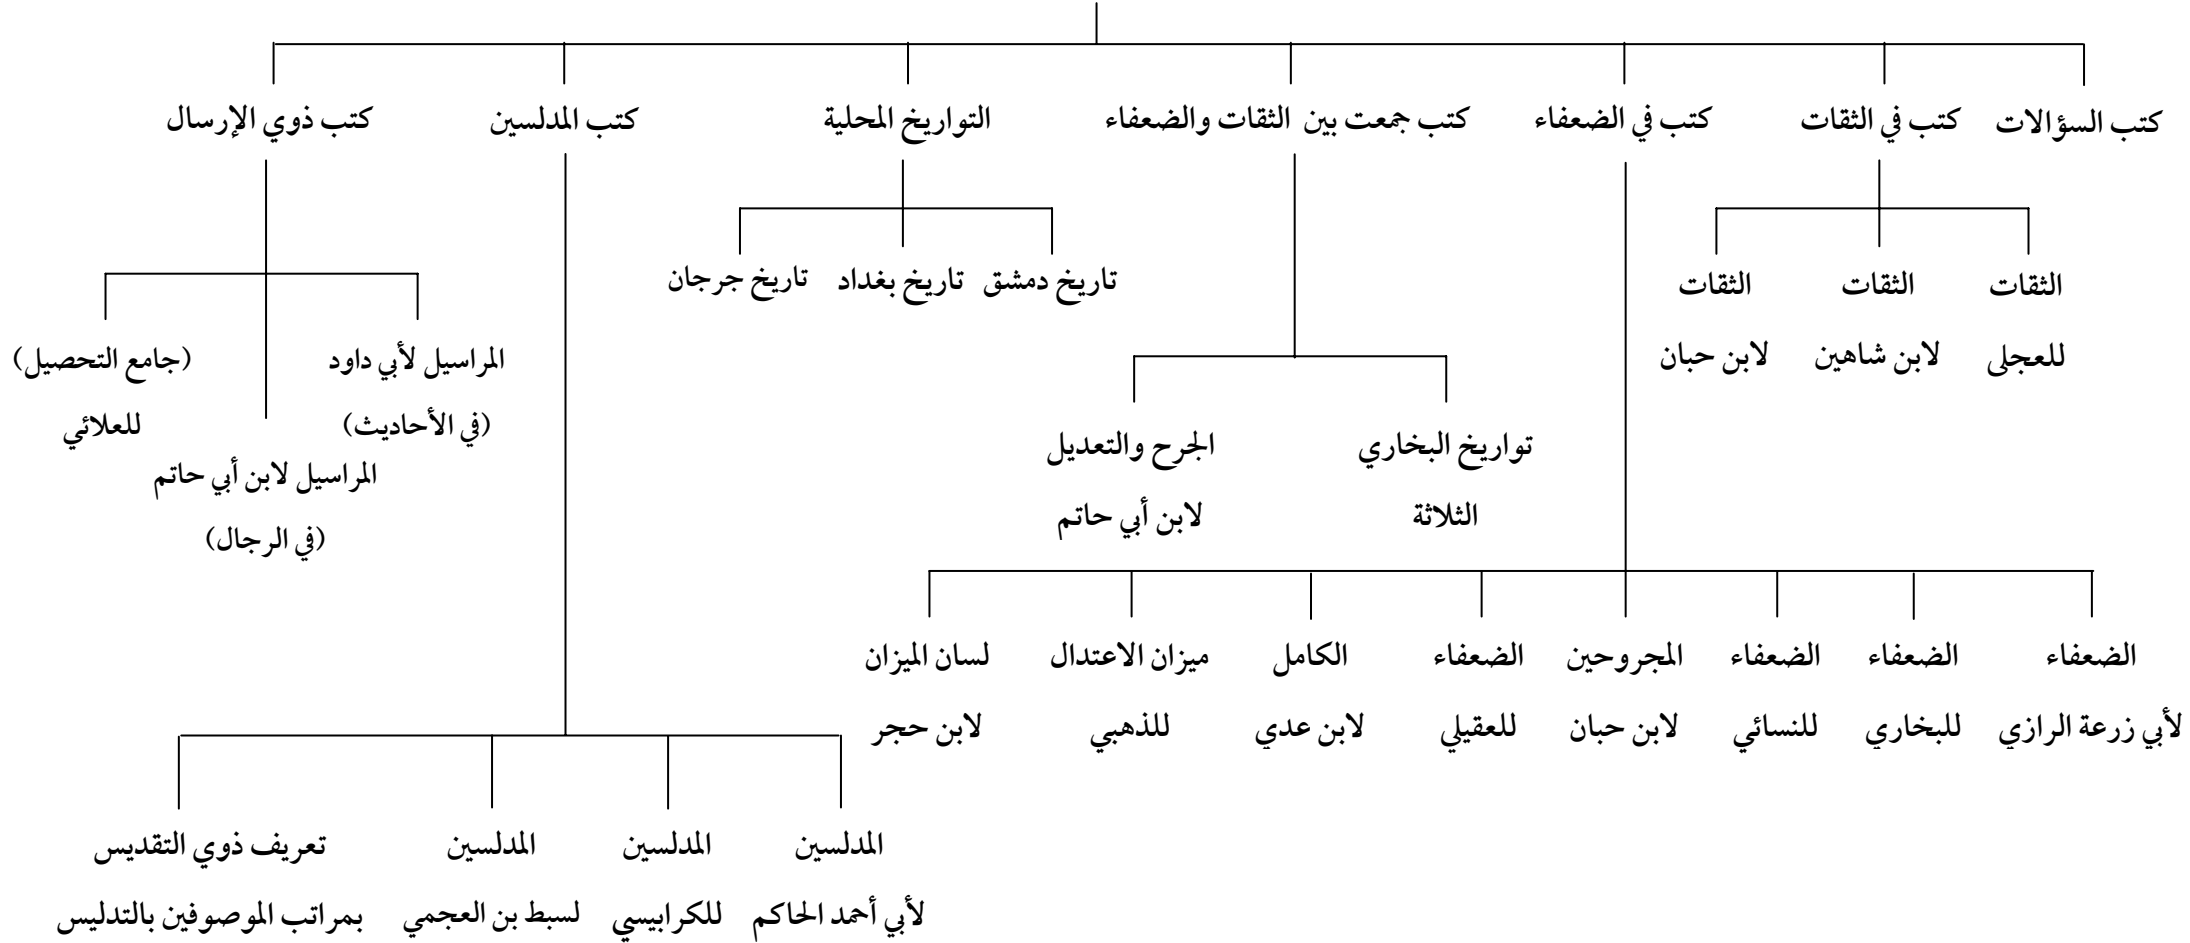 كتب السؤالات
كتب في الثقات
كتب في الضعفاء
كتب جمعت بين الثقات والضعفاء
التواريخ المحلية
كتب المدلسين
كتب ذوي الإرسال
الثقات
للعجلى
الثقات
لابن شاهين
الثقات
لابن حبان
تاريخ دمشق
تاريخ بغداد
تاريخ جرجان
المراسيل لأبي داود
(في الأحاديث)
المراسيل لابن أبي حاتم
(في الرجال)
(جامع التحصيل)
للعلائي
تواريخ البخاري
الثلاثة
الجرح والتعديل
لابن أبي حاتم
الضعفاء
لأبي زرعة الرازي
الضعفاء
للبخاري
الضعفاء
للنسائي
المجروحين
لابن حبان
الضعفاء
للعقيلي
الكامل
لابن عدي
ميزان الاعتدال
للذهبي
لسان الميزان
لابن حجر
المدلسين
لأبي أحمد الحاكم
المدلسين
للكرابيسي
المدلسين
لسبط بن العجمي
تعريف ذوي التقديس
بمراتب الموصوفين بالتدليس